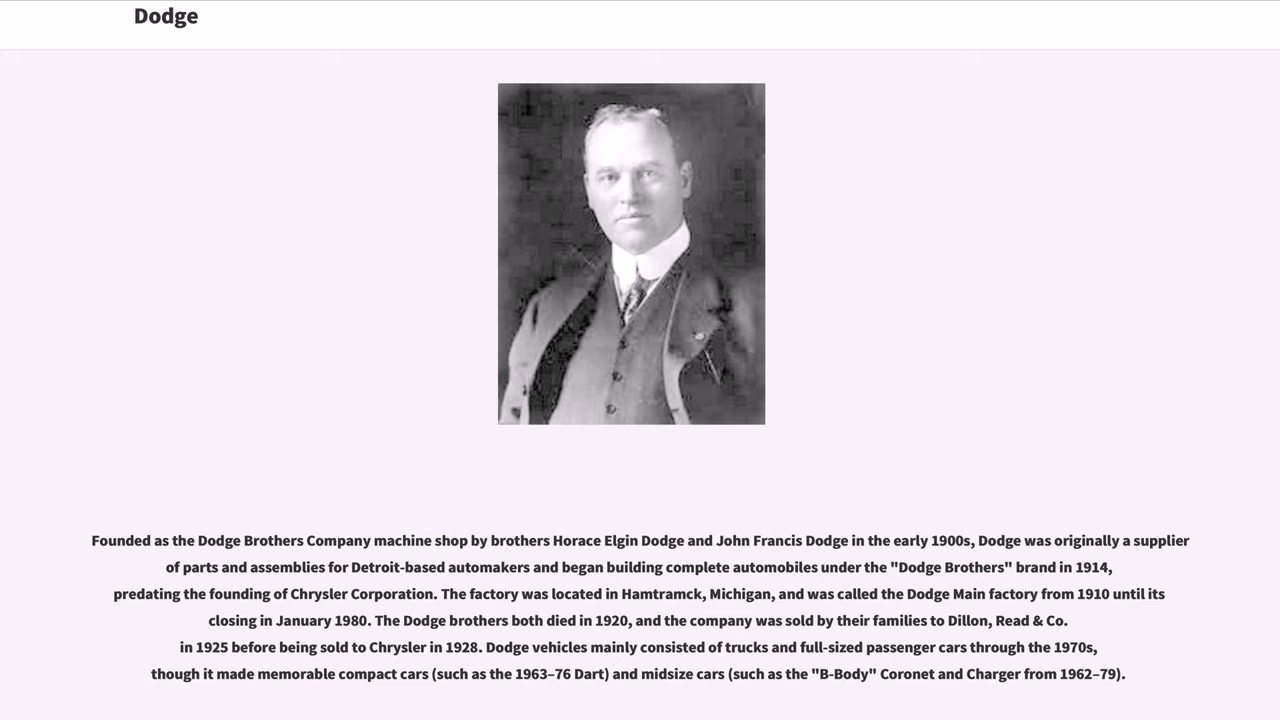 Dodge
Founded as the Dodge Brothers Company machine shop by brothers Horace Elgin Dodge and John Francis Dodge in the early 1900s, Dodge was originally a supplier
of parts and assemblies for Detroit-based automakers and began building complete automobiles under the "Dodge Brothers" brand in 1914,
predating the founding of Chrysler Corporation. The factory was located in Hamtramck, Michigan, and was called the Dodge Main factory from 1910 until its
closing in January 1980. The Dodge brothers both died in 1920, and the company was sold by their families to Dillon, Read & Co.
in 1925 before being sold to Chrysler in 1928. Dodge vehicles mainly consisted of trucks and full-sized passenger cars through the 1970s,
though it made memorable compact cars (such as the 1963–76 Dart) and midsize cars (such as the "B-Body" Coronet and Charger from 1962–79).